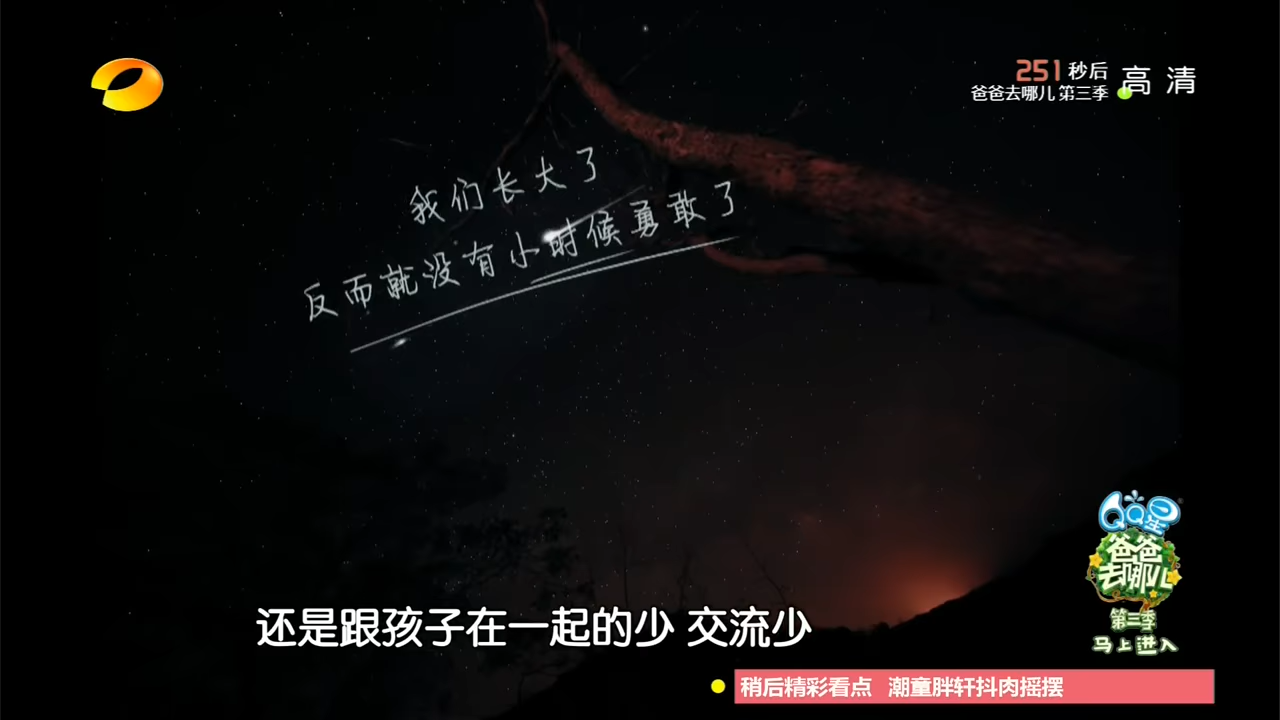 251秒后
爸爸去哪儿 第三季
高清
我们长大了
反而就没有小时候勇敢了
QQ星
爸爸
去哪儿
第三季
马上进入
还是跟孩子在一起的少 交流少
稍后精彩看点 潮童胖轩抖肉摇摆